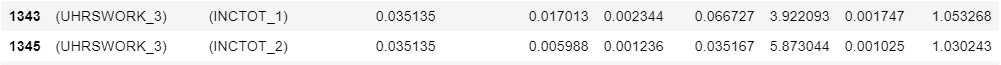 1343 (UHRSWORK_3) (INCTOT_1) 0.035135 0.017013 0.002344 0.066727 3.922093 0.001747 1.053268
1345 (UHRSWORK_3) (INCTOT_2) 0.035135 0.005988 0.001236 0.035167 5.873044 0.001025 1.030243